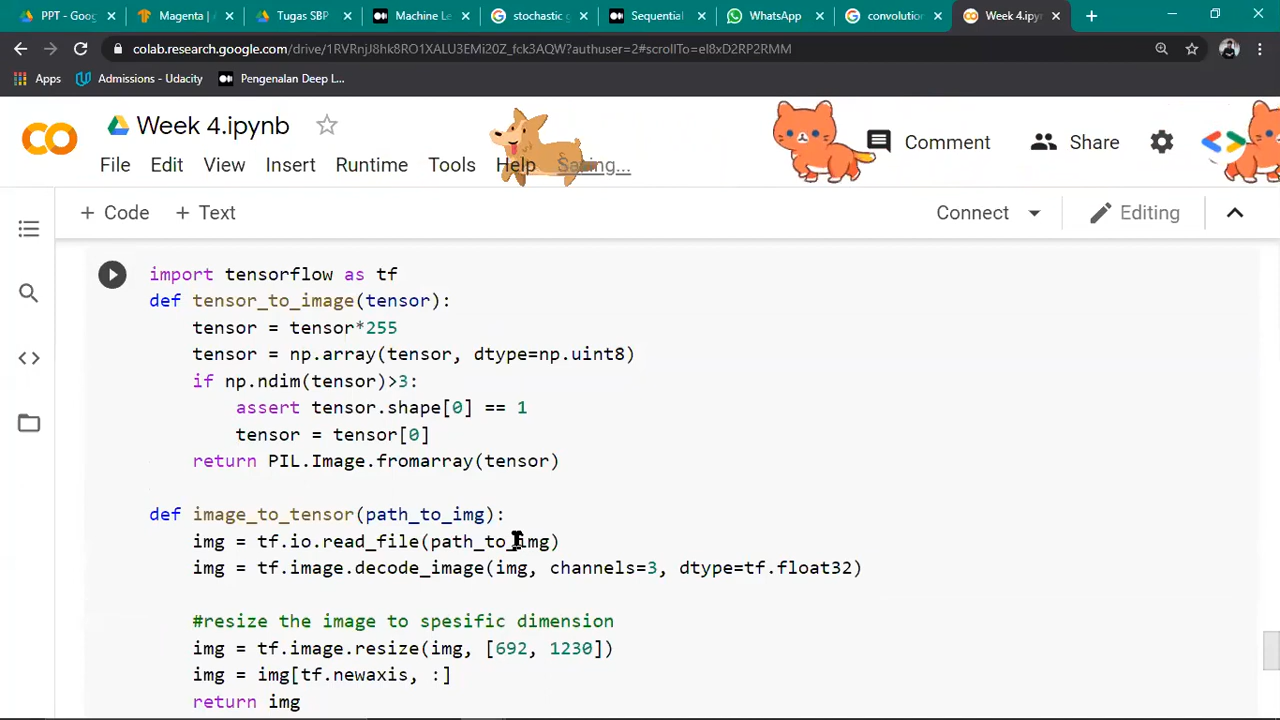 PPT - Goog
Magenta | /
Tugas SBP
Machine Le
stochastic g
Sequential
WhatsApp
convolution
Week 4.ipyn
colab.research.google.com/drive/1RVRnjJ8hk8RO1XALU3EMi20Z_fck3AQW?authuser=2#scrollTo=el8xD2RP2RMM
Apps
Admissions - Udacity
Pengenalan Deep L...
Week 4.ipynb
Comment
Share
File Edit View Insert Runtime Tools Help Saving...
+ Code + Text
Connect
Editing
import tensorflow as tf
def tensor_to_image(tensor):
tensor = tensor*255
tensor = np.array(tensor, dtype=np.uint8)
if np.ndim(tensor)>3:
assert tensor.shape[0] == 1
tensor = tensor[0]
return PIL.Image.fromarray(tensor)
def image_to_tensor(path_to_img):
img = tf.io.read_file(path_to_img)
img = tf.image.decode_image(img, channels=3, dtype=tf.float32)
#resize the image to spesific dimension
img = tf.image.resize(img, [692, 1230])
img = img[tf.newaxis, :]
return img